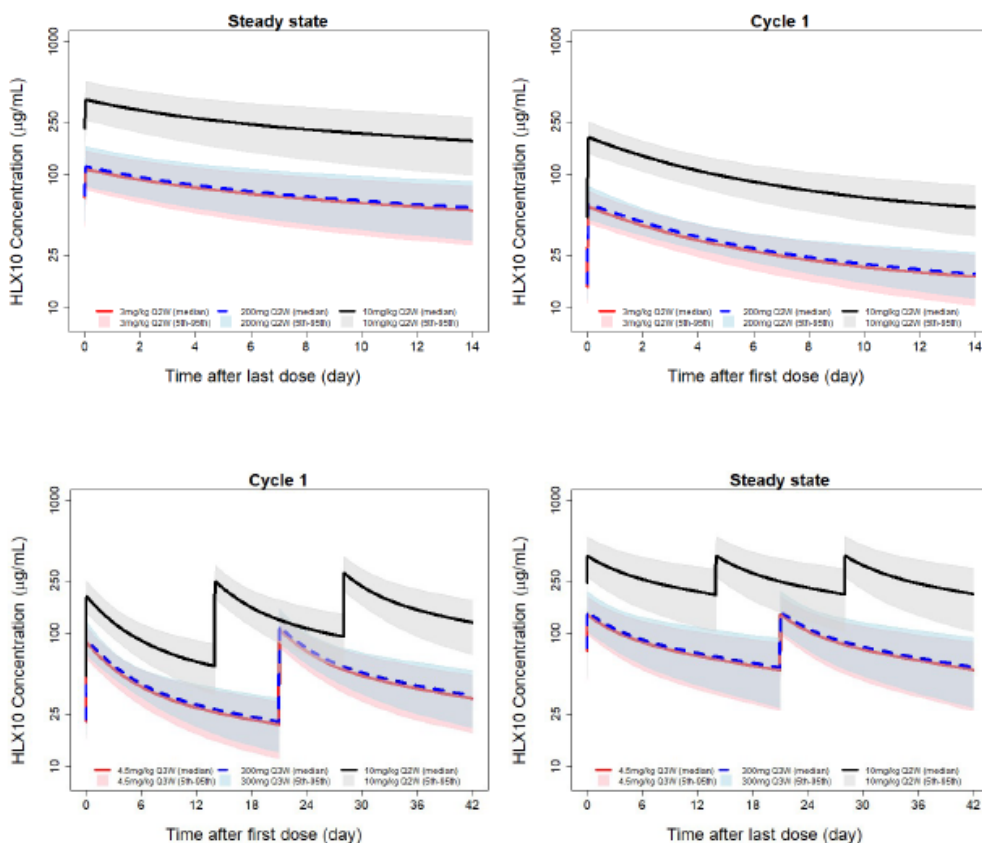 Steady state
HLX10 Concentration (µg/mL)
1000
250
100
25
10
3mg/kg Q2W (median) 200mg Q2W (median) 10mg/kg Q2W (median)
3mg/kg Q2W (5th-95th) 200mg Q2W (5th-95th) 10mg/kg Q2W (5th-95th)
0 2 4 6 8 10 12 14
Time after last dose (day)
Cycle 1
HLX10 Concentration (µg/mL)
1000
250
100
25
10
3mg/kg Q2W (median) 200mg Q2W (median) 10mg/kg Q2W (median)
3mg/kg Q2W (5th-95th) 200mg Q2W (5th-95th) 10mg/kg Q2W (5th-95th)
0 2 4 6 8 10 12 14
Time after first dose (day)
Cycle 1
HLX10 Concentration (µg/mL)
1000
250
100
25
10
4.5mg/kg Q3W (median) 300mg Q3W (median) 10mg/kg Q2W (median)
4.5mg/kg Q3W (5th-95th) 300mg Q3W (5th-95th) 10mg/kg Q2W (5th-95th)
0 6 12 18 24 30 36 42
Time after first dose (day)
Steady state
HLX10 Concentration (µg/mL)
1000
250
100
25
10
4.5mg/kg Q3W (median) 300mg Q3W (median) 10mg/kg Q2W (median)
4.5mg/kg Q3W (5th-95th) 300mg Q3W (5th-95th) 10mg/kg Q2W (5th-95th)
0 6 12 18 24 30 36 42
Time after last dose (day)